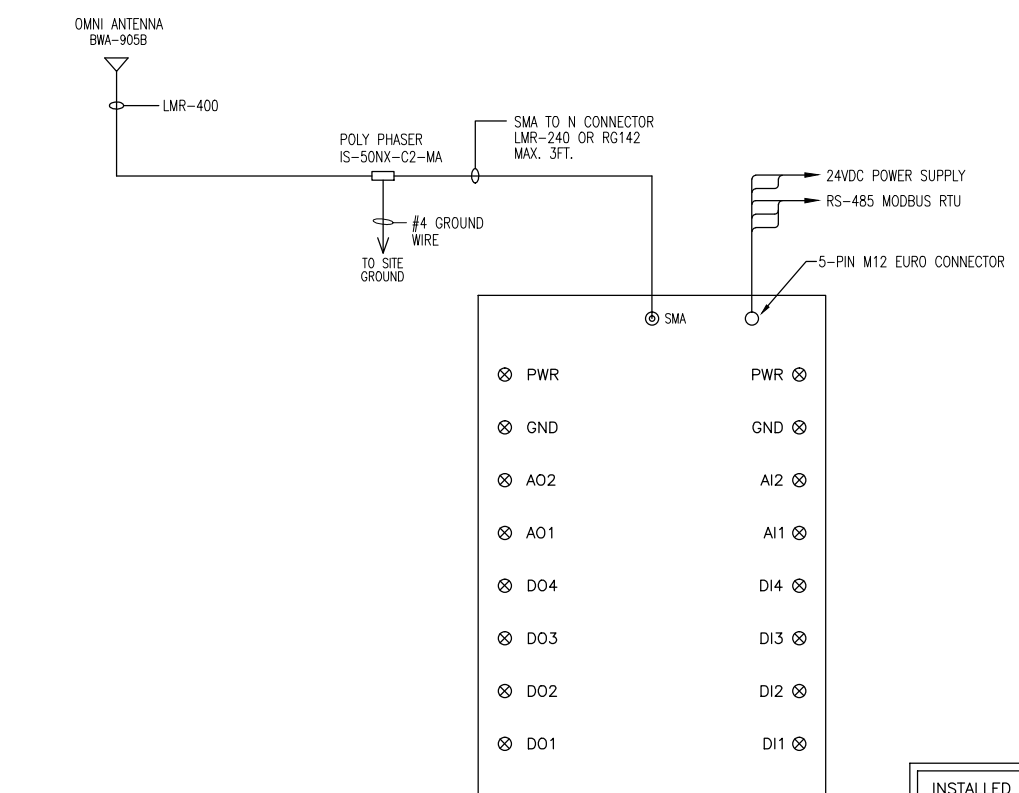 OMNI ANTENNA
BWA-905B
LMR-400
POLY PHASER
IS-50NX-C2-MA
SMA TO N CONNECTOR
LMR-240 OR RG142
MAX. 3FT.
#4 GROUND
WIRE
TO SITE
GROUND
24VDC POWER SUPPLY
RS-485 MODBUS RTU
5-PIN M12 EURO CONNECTOR
SMA
PWR
PWR
GND
GND
AO2
AI2
AO1
AI1
DO4
DI4
DO3
DI3
DO2
DI2
DO1
DI1
INSTALLED